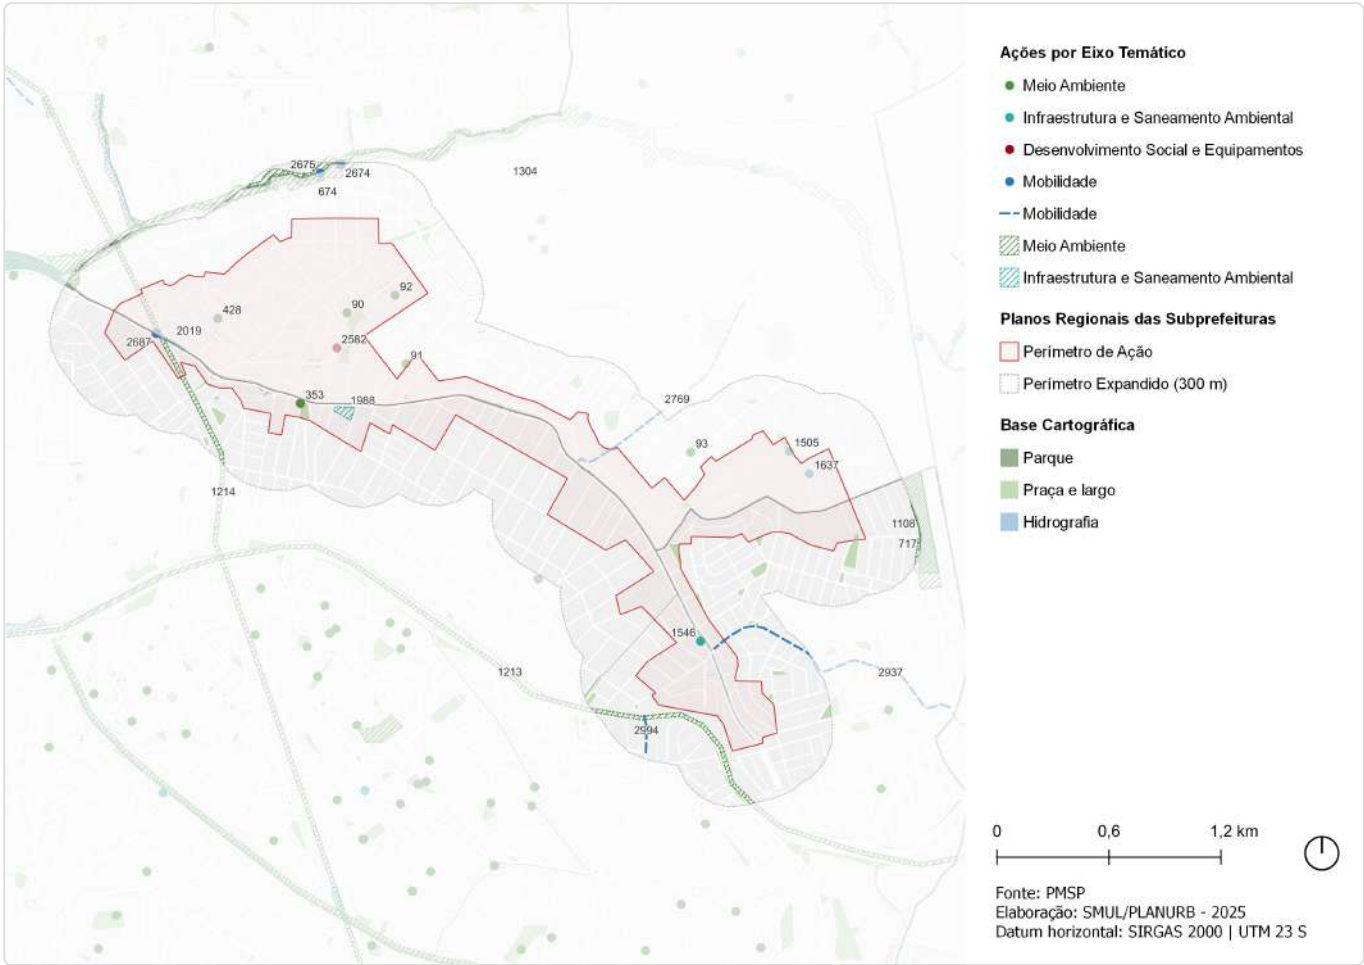 2675
2674
674
1304
92
90
428
2019
2687
2582
91
353
1988
2769
93
1505
1637
1214
1108
717
1546
1213
2937
2994
Ações por Eixo Temático
Meio Ambiente
Infraestrutura e Saneamento Ambiental
Desenvolvimento Social e Equipamentos
Mobilidade
Mobilidade
Meio Ambiente
Infraestrutura e Saneamento Ambiental
Planos Regionais das Subprefeituras
Perímetro de Ação
Perímetro Expandido (300 m)
Base Cartográfica
Parque
Praça e largo
Hidrografia
0 0,6 1,2 km
Fonte: PMSP
Elaboração: SMUL/PLANURB - 2025
Datum horizontal: SIRGAS 2000 | UTM 23 S